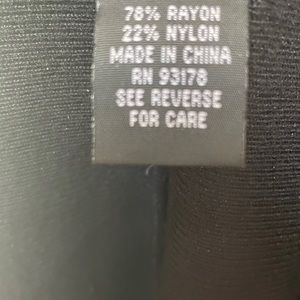 78% RAYON
22% NYLON
MADE IN CHINA
RN 93178
SEE REVERSE
FOR CARE